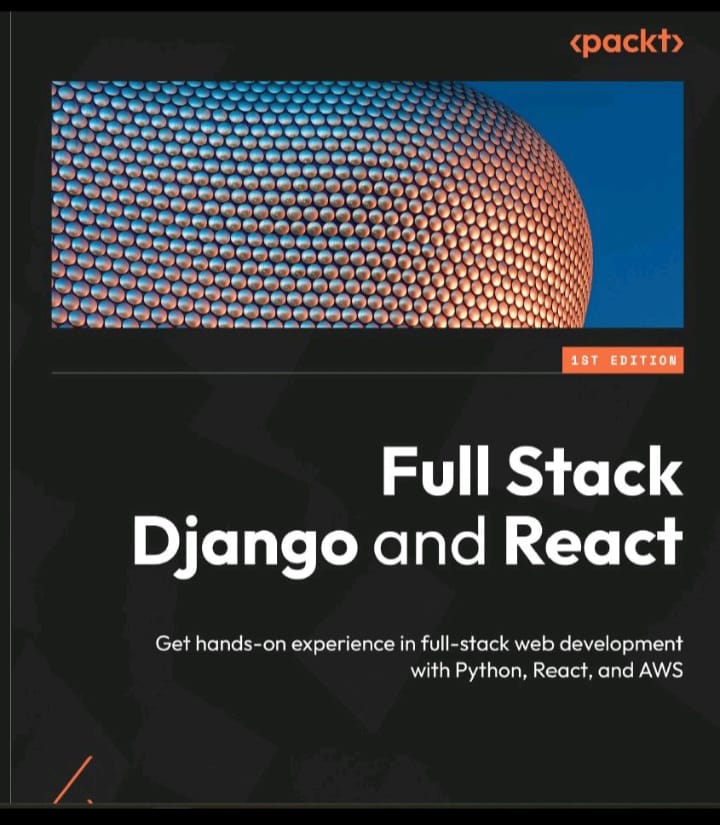 <packt>
1ST EDITION
Full Stack
Django and React
Get hands-on experience in full-stack web development
with Python, React, and AWS